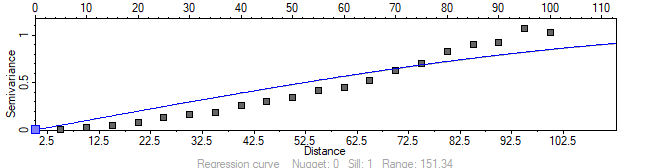 0 10 20 30 40 50 60 70 80 90 100 110
1
0.5
0
Semivariance
2.5 12.5 22.5 32.5 42.5 52.5 62.5 72.5 82.5 92.5 102.5
Distance
Regression curve Nugget: 0 Sill: 1 Range: 151.34